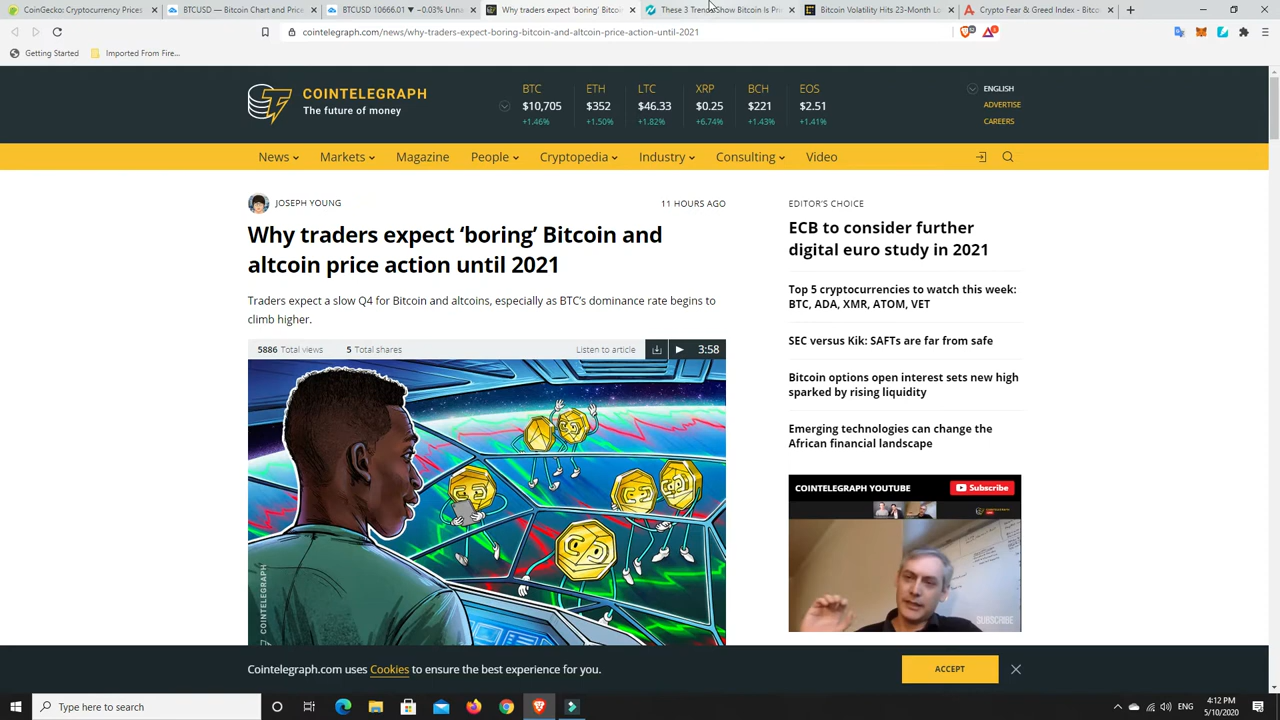 CoinGecko: Cryptocurrency Prices
BTCUSD — Bitcoin Chart and Price
BTCUSD 10666.01 ▼ −0.03% Unna
Why traders expect 'boring' Bitco
These 3 Trends Show Bitcoin Is Pri
Bitcoin Volatility Hits 23-Month Lo
Crypto Fear & Greed Index - Bitco
cointelegraph.com/news/why-traders-expect-boring-bitcoin-and-altcoin-price-action-until-2021
Getting Started
Imported From Fire...
COINTELEGRAPH
The future of money
BTC ETH LTC XRP BCH EOS
$10,705 $352 $46.33 $0.25 $221 $2.51
+1.46% +1.50% +1.82% +6.74% +1.43% +1.41%
ENGLISH
ADVERTISE
CAREERS
News Markets Magazine People Cryptopedia Industry Consulting Video
JOSEPH YOUNG
11 HOURS AGO
Why traders expect ‘boring’ Bitcoin and
altcoin price action until 2021
Traders expect a slow Q4 for Bitcoin and altcoins, especially as BTC’s dominance rate begins to
climb higher.
5886 Total views 5 Total shares Listen to article 3:58
COINTELEGRAPH
EDITOR’S CHOICE
ECB to consider further
digital euro study in 2021
Top 5 cryptocurrencies to watch this week:
BTC, ADA, XMR, ATOM, VET
SEC versus Kik: SAFTs are far from safe
Bitcoin options open interest sets new high
sparked by rising liquidity
Emerging technologies can change the
African financial landscape
COINTELEGRAPH YOUTUBE
Subscribe
SUBSCRIBE
Cointelegraph.com uses Cookies to ensure the best experience for you.
ACCEPT
Type here to search
ENG
4:12 PM
5/10/2020